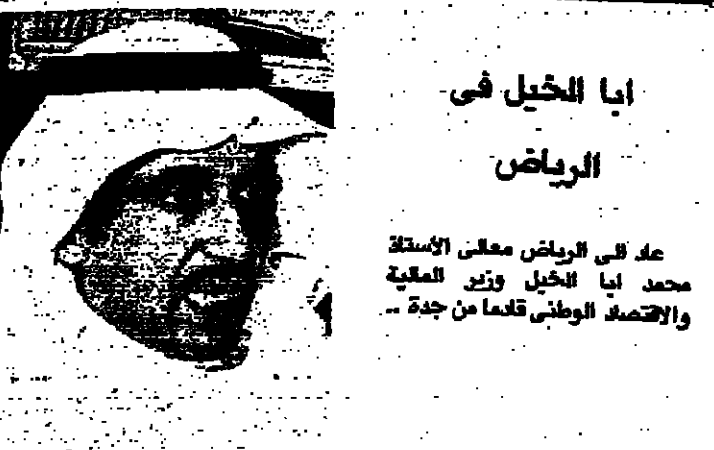 ابا الخيل فى
الرياض
عاد الى الرياض معالى الأستاذ
محمد ابا الخيل وزير المالية
والاقتصاد الوطنى قادما من جدة ..